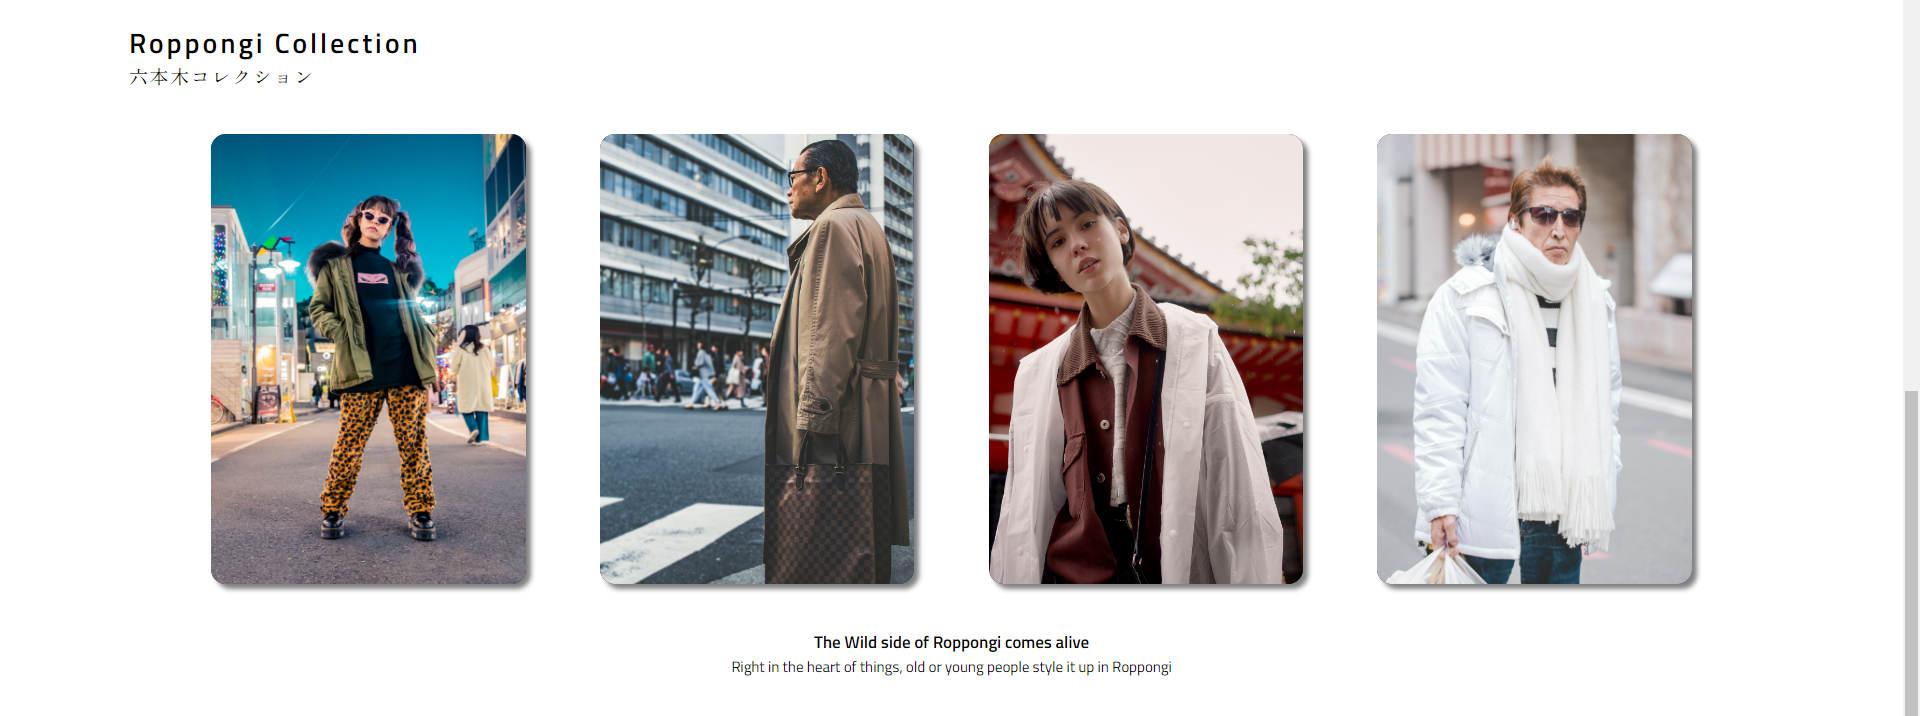 Roppongi Collection
六本木コレクション
The Wild side of Roppongi comes alive
Right in the heart of things, old or young people style it up in Roppongi